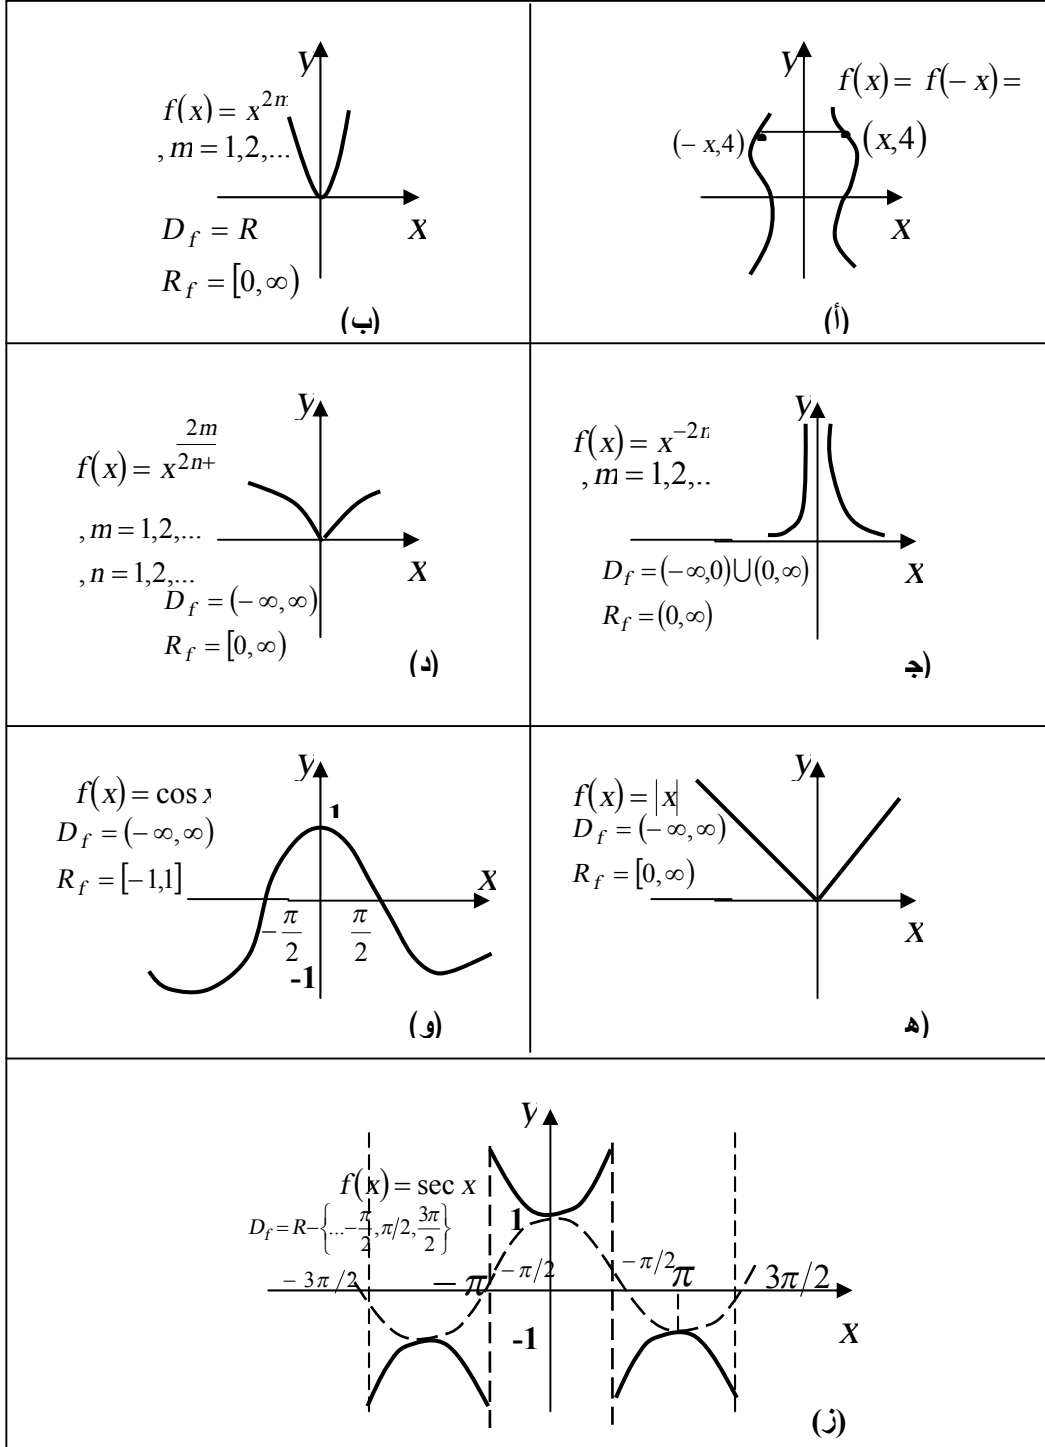 y
f(x) = f(− x) =
(− x,4)
(x,4)
x
(أ)
y
f(x) = x^{2m}
, m = 1,2,...
D_f = R
x
R_f = [0, ∞)
(ب)
y
f(x) = x^{-2n
, m = 1,2,..
D_f = (− ∞,0)∪(0, ∞)
x
R_f = (0, ∞)
ج)
y
f(x) = x^{\frac{2m}{2n+}}
, m = 1,2,...
, n = 1,2,...
x
D_f = (− ∞, ∞)
R_f = [0, ∞)
(د)
y
f(x) = |x|
D_f = (− ∞, ∞)
R_f = [0, ∞)
x
ه)
y
f(x) = cos x
1
D_f = (− ∞, ∞)
R_f = [−1,1]
x
−π/2
π/2
-1
(و)
y
f(x) = sec x
D_f = R−{...−π/2, π/2, 3π/2}
1
− 3π/2
− π
− π/2
− π/2
π
3π/2
-1
x
(ز)